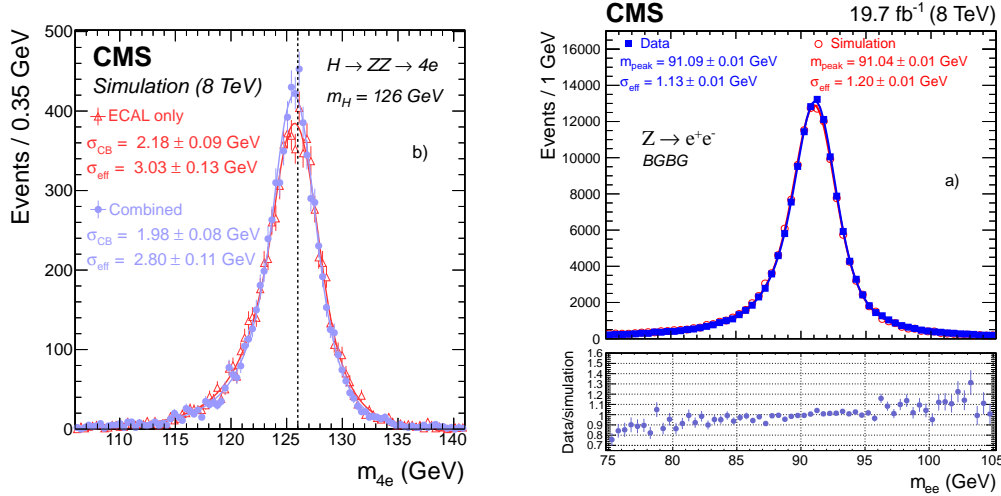 CMS
Simulation (8 TeV)
H → ZZ → 4e
m_H = 126 GeV
ECAL only
σ_CB = 2.18 ± 0.09 GeV
σ_eff = 3.03 ± 0.13 GeV
b)
Combined
σ_CB = 1.98 ± 0.08 GeV
σ_eff = 2.80 ± 0.11 GeV
Events / 0.35 GeV
500
400
300
200
100
0
110 120 130 140
m_4e (GeV)
CMS 19.7 fb⁻¹ (8 TeV)
Data
m_peak = 91.09 ± 0.01 GeV
σ_eff = 1.13 ± 0.01 GeV
Simulation
m_peak = 91.04 ± 0.01 GeV
σ_eff = 1.20 ± 0.01 GeV
Z → e⁺e⁻
BGBG
a)
Events / 1 GeV
16000
14000
12000
10000
8000
6000
4000
2000
0
Data/simulation
1.6
1.5
1.4
1.3
1.2
1.1
1.0
0.9
0.8
0.7
75 80 85 90 95 100 105
m_ee (GeV)